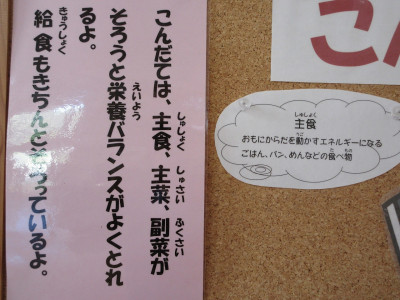 こんだては、主食、主菜、副菜が
そろうと栄養バランスがよくとれ
るよ。
給食もきちんとそろっているよ。
こん
主食
おもにからだを動かすエネルギーになる
ごはん、パン、めんなどの食べ物